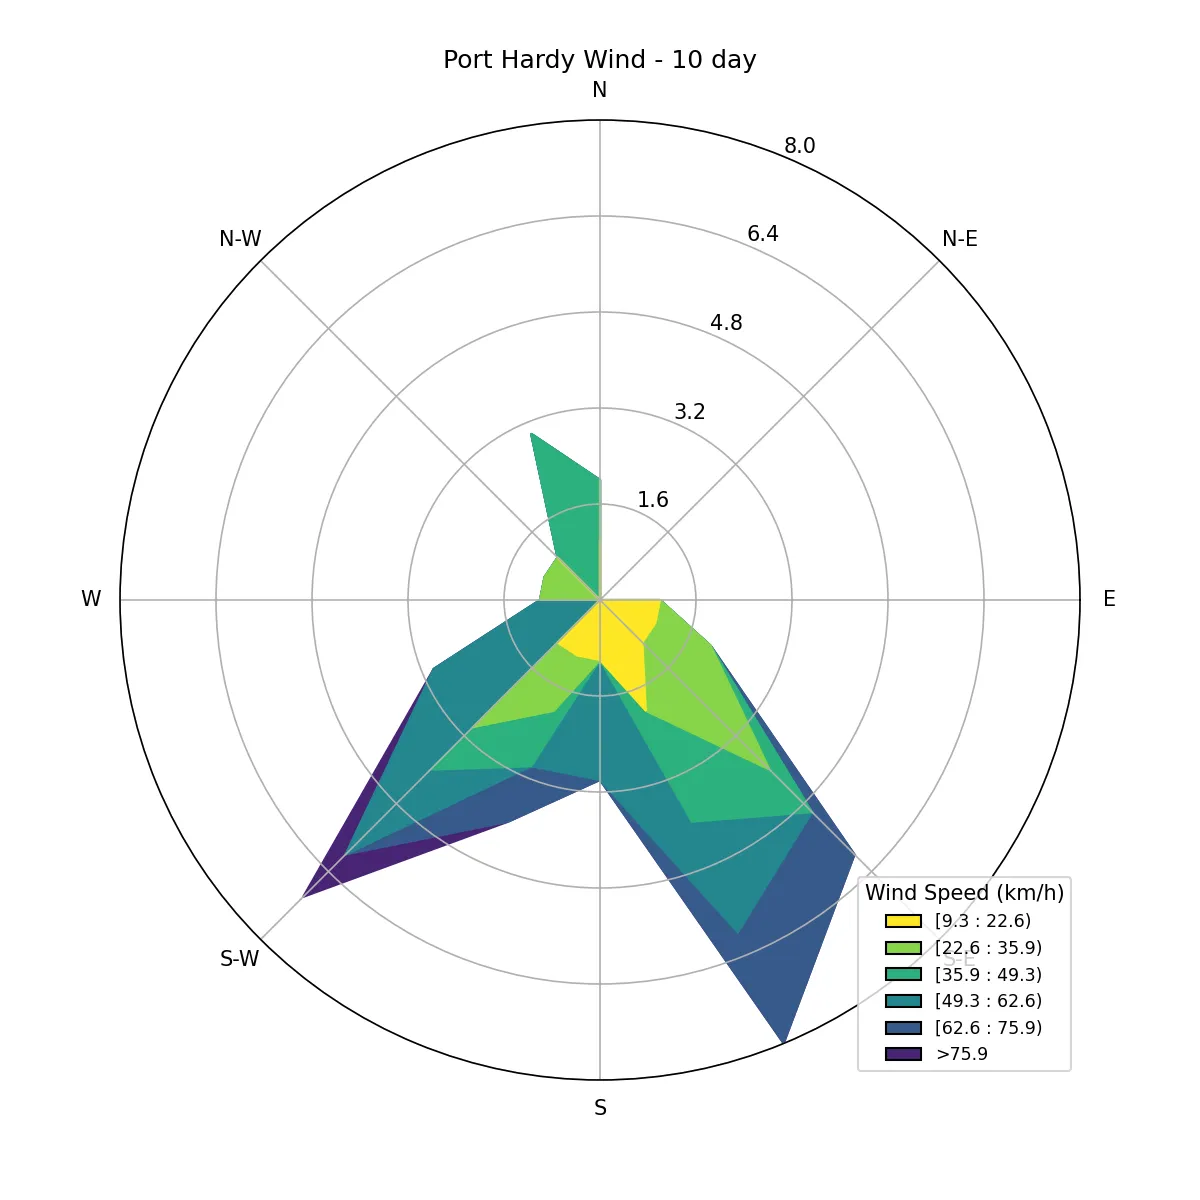 Port Hardy Wind - 10 day
N
8.0
N-W
6.4
N-E
4.8
3.2
1.6
W
E
Wind Speed (km/h)
[9.3 : 22.6)
[22.6 : 35.9)
S-W
S-E
[35.9 : 49.3)
[49.3 : 62.6)
[62.6 : 75.9)
>75.9
S